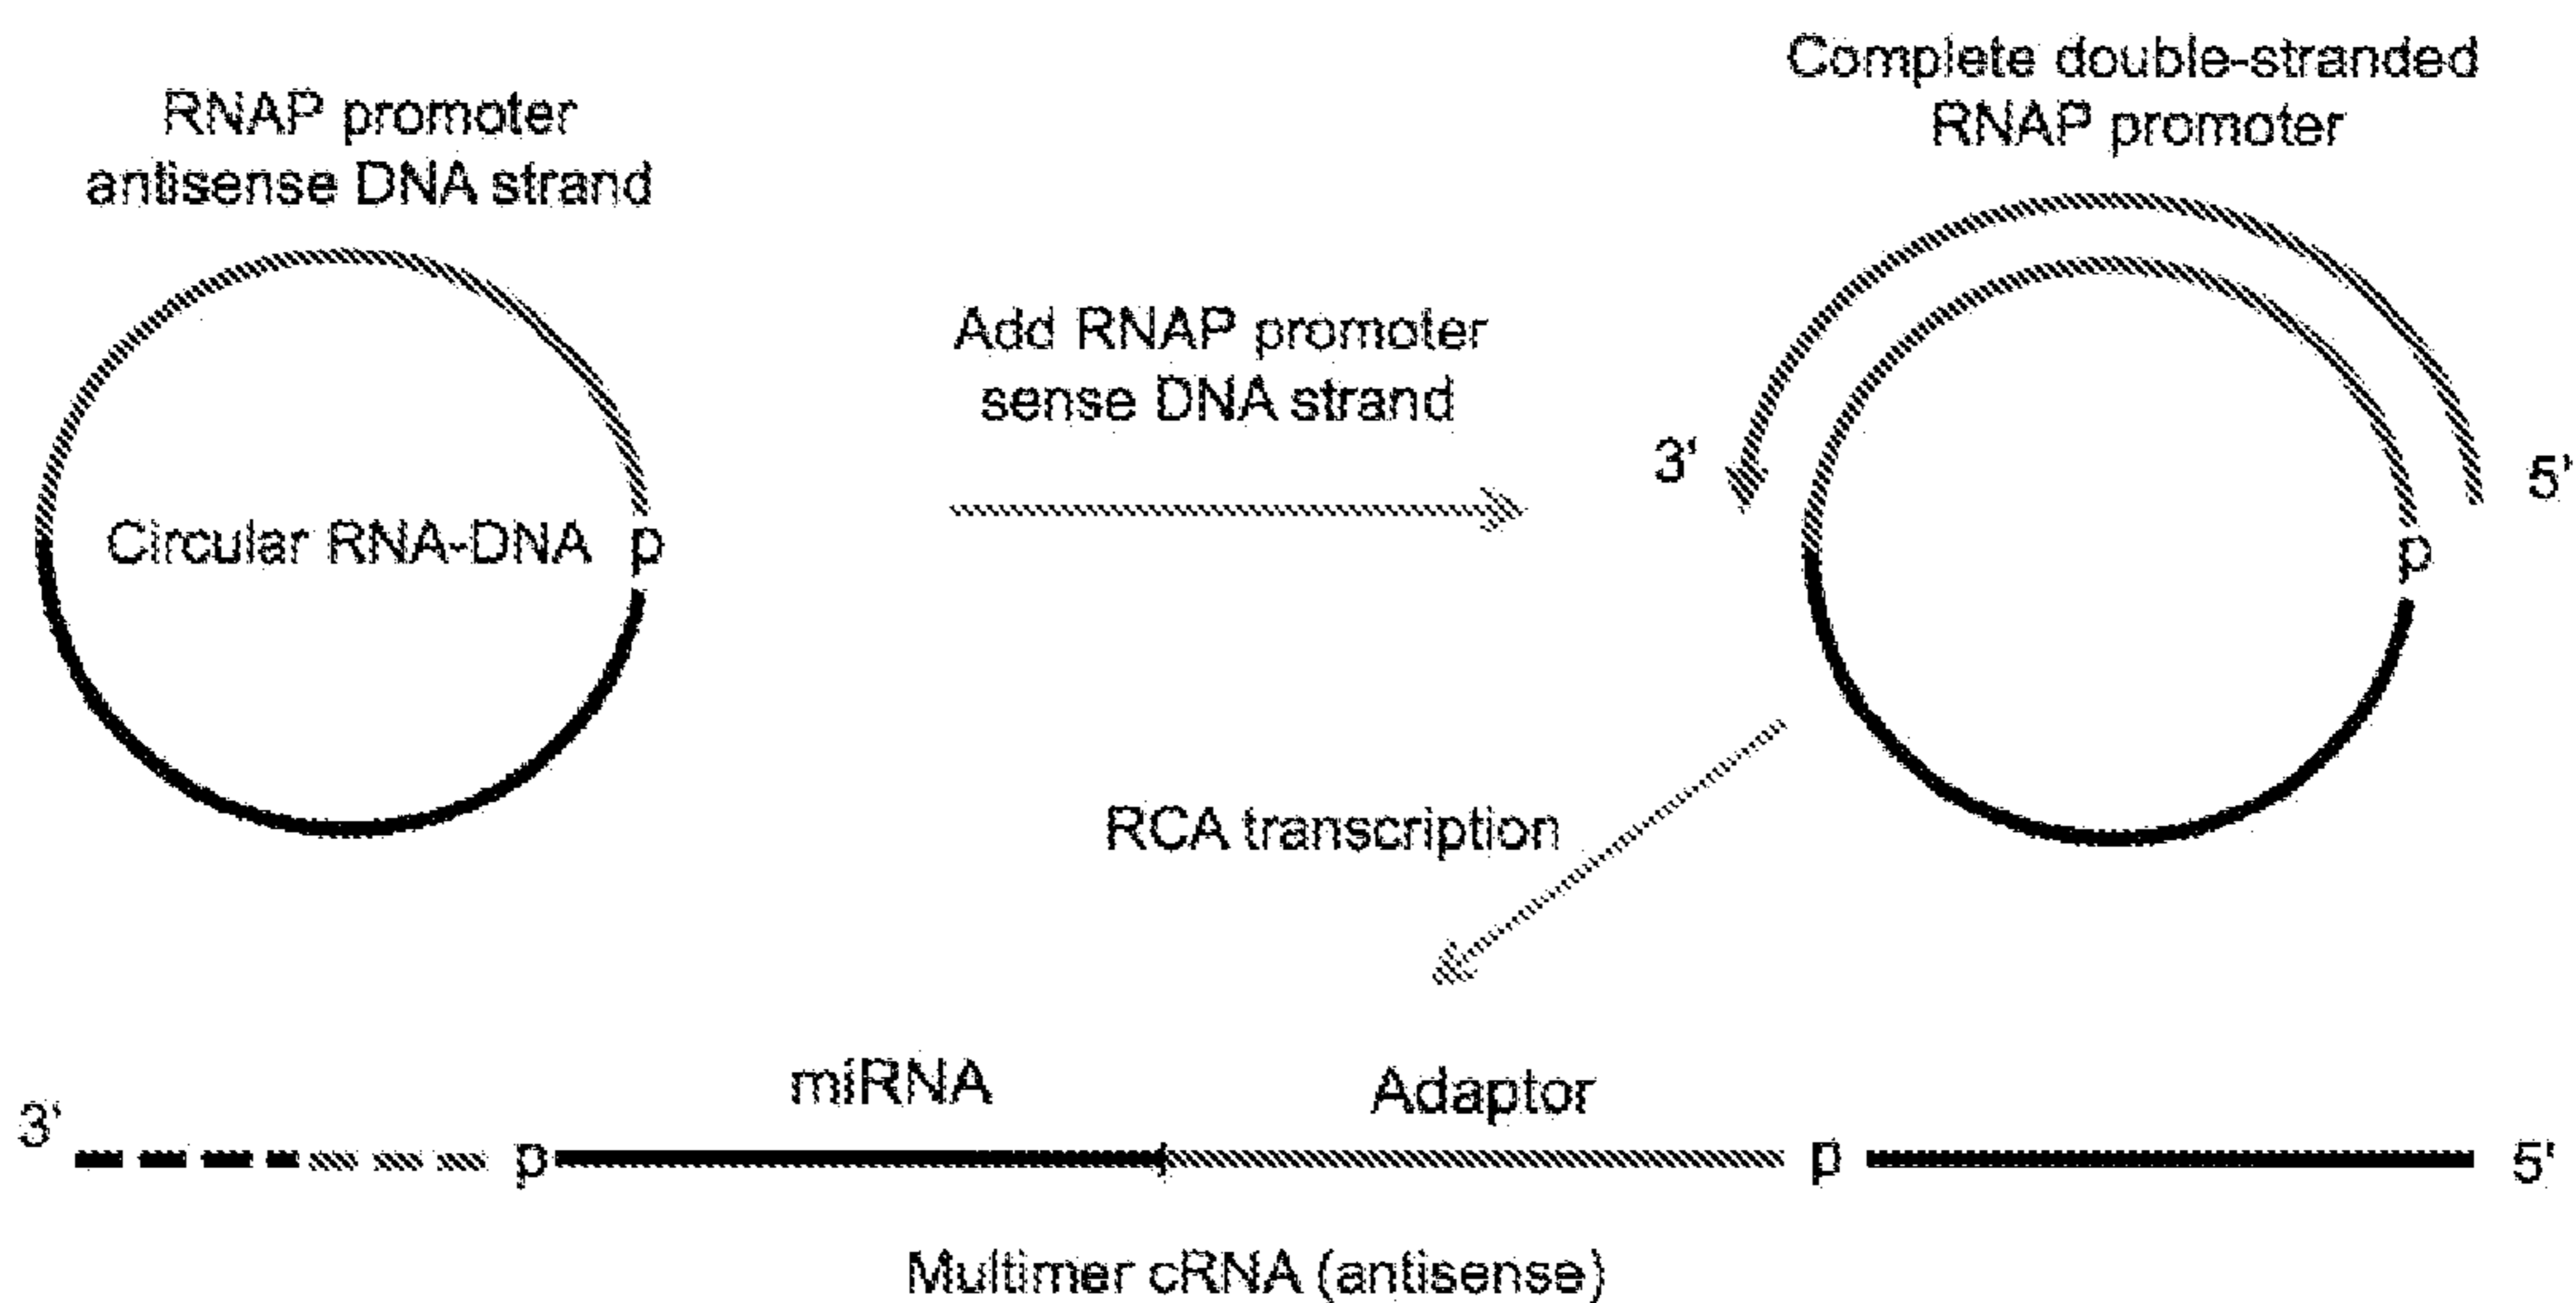 RNAP promoter
antisense DNA strand
Complete double-stranded
RNAP promoter
Add RNAP promoter
sense DNA strand
3'
5'
Circular RNA-DNA
p
p
RCA transcription
miRNA
Adaptor
3'
p
p
5'
Multimer cRNA (antisense)